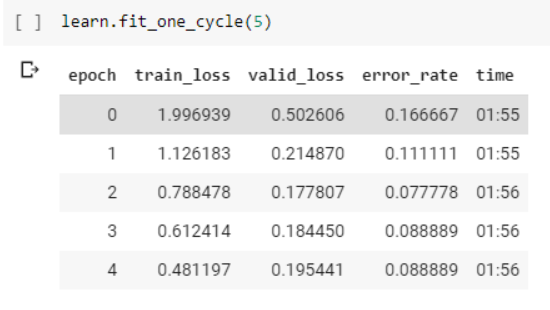 [ ] learn.fit_one_cycle(5)
epoch train_loss valid_loss error_rate time
0 1.996939 0.502606 0.166667 01:55
1 1.126183 0.214870 0.111111 01:55
2 0.788478 0.177807 0.077778 01:56
3 0.612414 0.184450 0.088889 01:56
4 0.481197 0.195441 0.088889 01:56